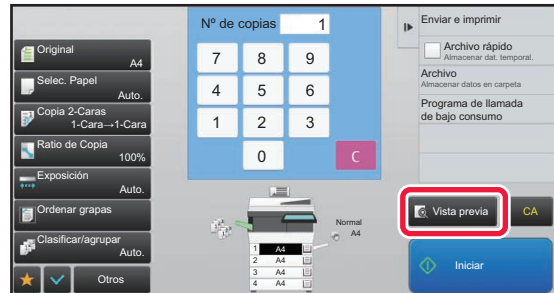 Original
A4
Selec. Papel
Auto.
Copia 2-Caras
1-Cara→1-Cara
Ratio de Copia
100%
Exposición
Auto.
Ordenar grapas
Clasificar/agrupar
Auto.
Otros
Nº de copias 1
7 8 9
4 5 6
1 2 3
0 C
Normal
A4
1 A4
2 A4
3 A4
4 A4
Enviar e imprimir
Archivo rápido
Almacenar dat. temporal.
Archivo
Almacenar datos en carpeta
Programa de llamada
de bajo consumo
Vista previa
CA
Iniciar